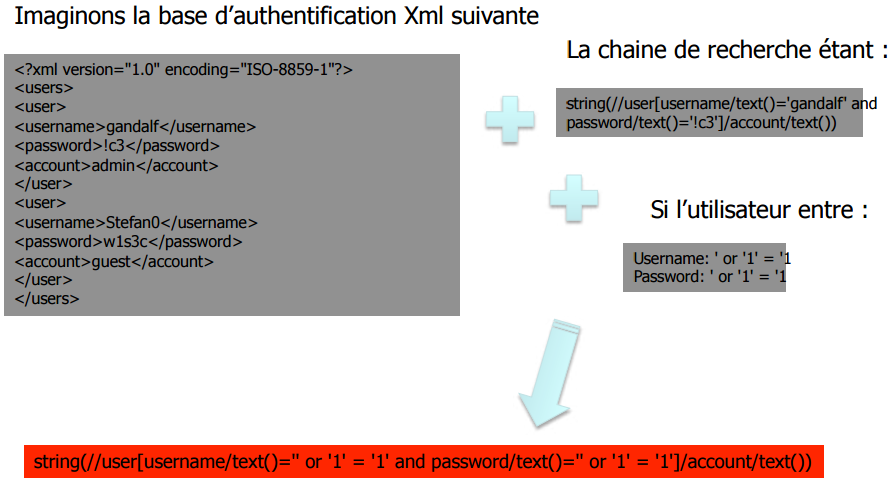 Imaginons la base d’authentification Xml suivante
<?xml version="1.0" encoding="ISO-8859-1"?>
<users>
<user>
<username>gandalf</username>
<password>!c3</password>
<account>admin</account>
</user>
<user>
<username>Stefan0</username>
<password>w1s3c</password>
<account>guest</account>
</user>
</users>
La chaine de recherche étant :
string(//user[username/text()='gandalf' and
password/text()='!c3']/account/text())
Si l’utilisateur entre :
Username: ' or '1' = '1
Password: ' or '1' = '1
string(//user[username/text()='' or '1' = '1' and password/text()='' or '1' = '1']/account/text())